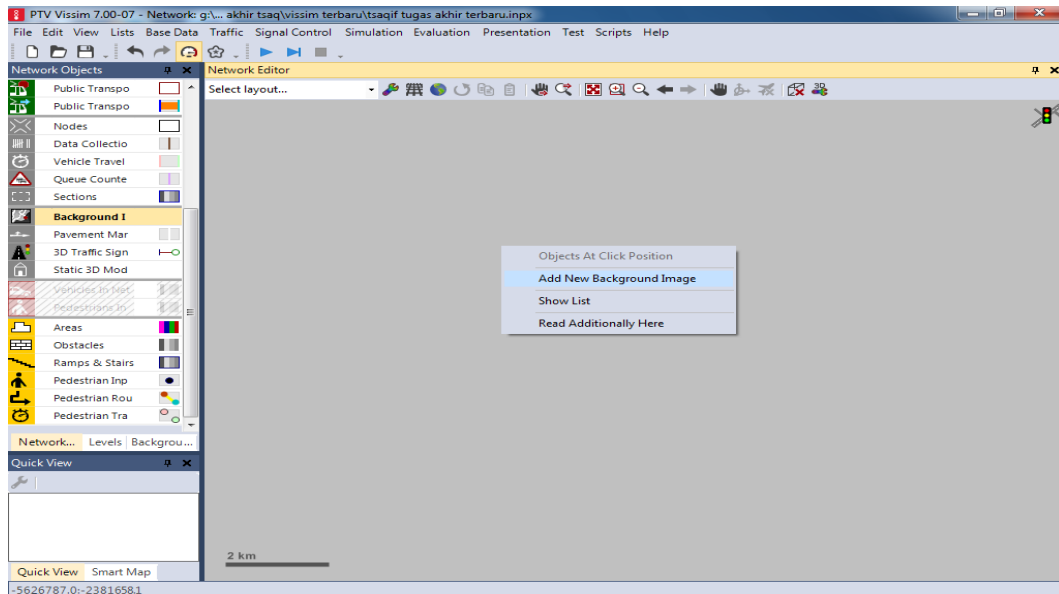 PTV Vissim 7.00-07 - Network: g:\... akhir tsaq\vissim terbaru\tsaqif tugas akhir terbaru.inpx
File Edit View Lists Base Data Traffic Signal Control Simulation Evaluation Presentation Test Scripts Help
Network Objects
Network Editor
Select layout...
Public Transpo
Public Transpo
Nodes
Data Collectio
Vehicle Travel
Queue Counte
Sections
Background I
Pavement Mar
3D Traffic Sign
Static 3D Mod
Vehicles In Net
Pedestrians In
Areas
Obstacles
Ramps & Stairs
Pedestrian Inp
Pedestrian Rou
Pedestrian Tra
Network... Levels Backgrou...
Quick View
Quick View Smart Map
Objects At Click Position
Add New Background Image
Show List
Read Additionally Here
2 km
-5626787.0:-2381658.1